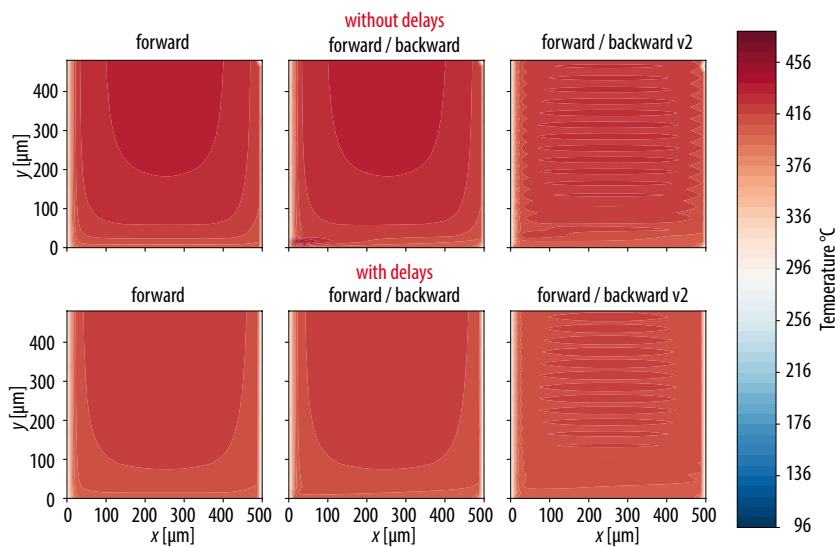 without delays
forward
forward / backward
forward / backward v2
y [µm]
400
300
200
100
0
with delays
forward
forward / backward
forward / backward v2
y [µm]
400
300
200
100
0
0 100 200 300 400 500
x [µm]
0 100 200 300 400 500
x [µm]
0 100 200 300 400 500
x [µm]
456
416
376
336
296
256
216
176
136
96
Temperature °C